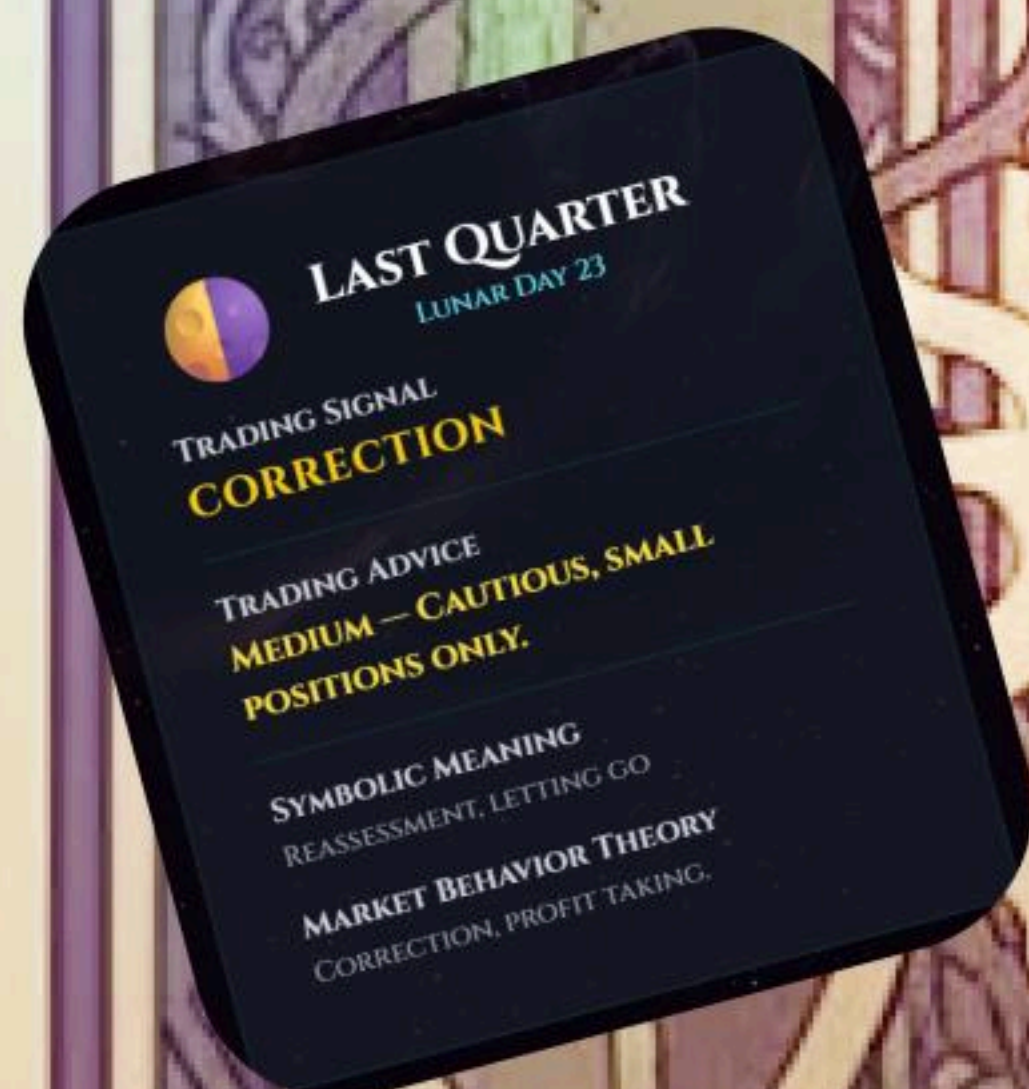 Last Quarter
Lunar Day 23
Trading Signal
CORRECTION
Trading Advice
Medium — Cautious, small
positions only.
Symbolic Meaning
Reassessment, letting go
Market Behavior Theory
Correction, profit taking.